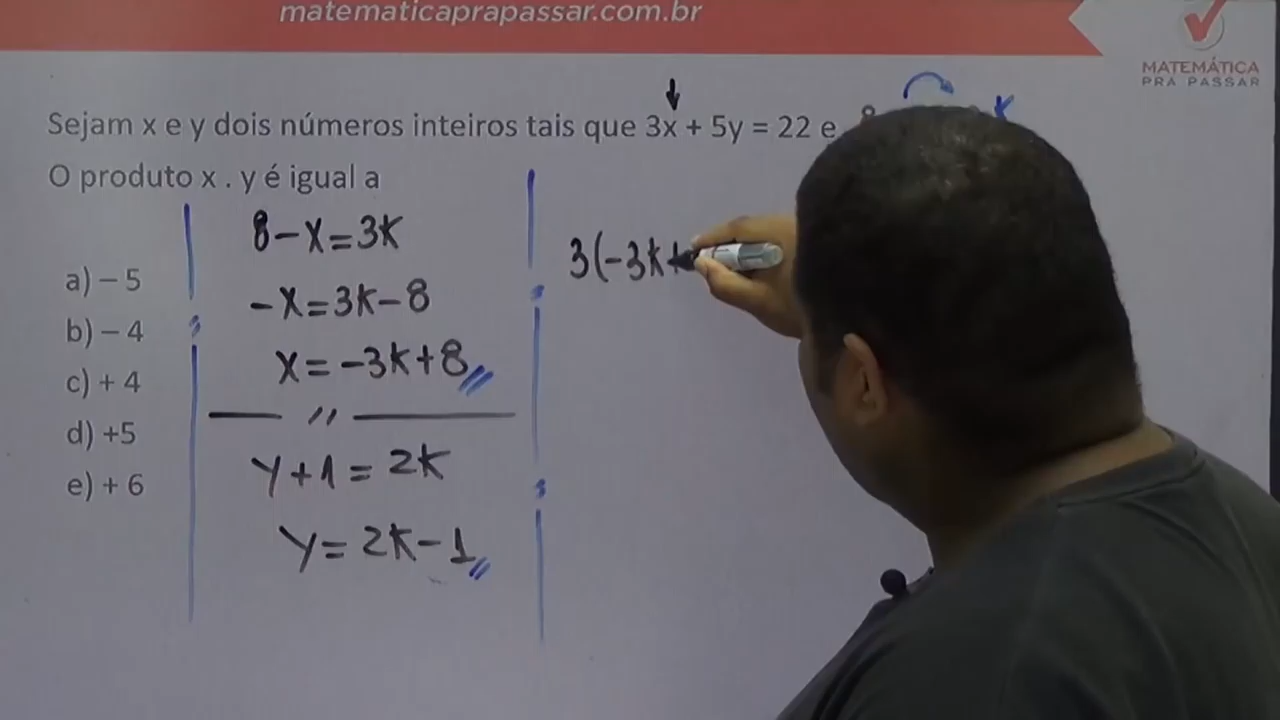 matematicaprapassar.com.br
MATEMÁTICA
PRA PASSAR
Sejam x e y dois números inteiros tais que 3x + 5y = 22 e
K
O produto x . y é igual a
a) – 5
b) – 4
c) + 4
d) +5
e) + 6
8-x=3K
-x=3K-8
x=-3K+8
y+1=2K
y=2K-1
3(-3K+